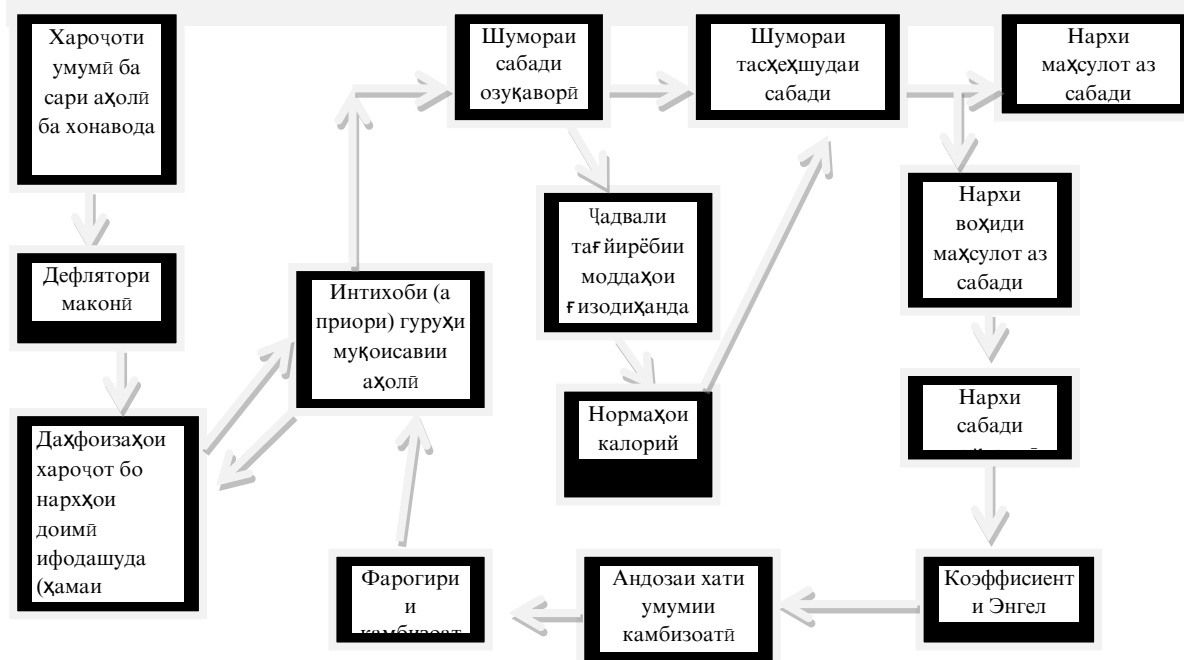 Хароҷоти
умумӣ ба
сари аҳолӣ
ба хонавода
Дефлятори
маконӣ
Даҳфоизаҳои
хароҷот бо
нархҳои
доимӣ
ифодашуда
(ҳамаи
Интихоби (а
приори) гуруҳи
муқоисавии
аҳолӣ
Шумораи
сабади
озуқаворӣ
Шумораи
тасҳеҳшудаи
сабади
Нархи
маҳсулот аз
сабади
Ҷадвали
тағйирёбии
моддаҳои
ғизодиҳанда
Нормаҳои
калорий
Нархи
воҳиди
маҳсулот аз
сабади
Нархи
сабади
Коэффисиент
и Энгел
Андозаи хати
умумии
камбизоатӣ
Фарогири
и
камбизоат